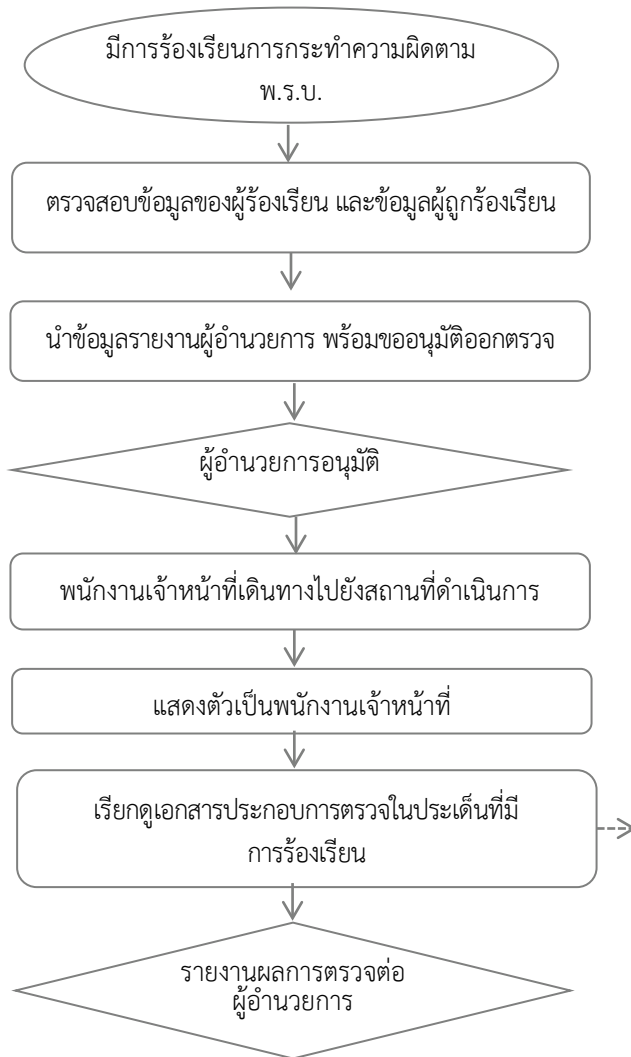 มีการร้องเรียนการกระทำความผิดตาม
พ.ร.บ.
ตรวจสอบข้อมูลของผู้ร้องเรียน และข้อมูลผู้ถูกร้องเรียน
นำข้อมูลรายงานผู้อำนวยการ พร้อมขออนุมัติออกตรวจ
ผู้อำนวยการอนุมัติ
พนักงานเจ้าหน้าที่เดินทางไปยังสถานที่ดำเนินการ
แสดงตัวเป็นพนักงานเจ้าหน้าที่
เรียกดูเอกสารประกอบการตรวจในประเด็นที่มี
การร้องเรียน
รายงานผลการตรวจต่อ
ผู้อำนวยการ